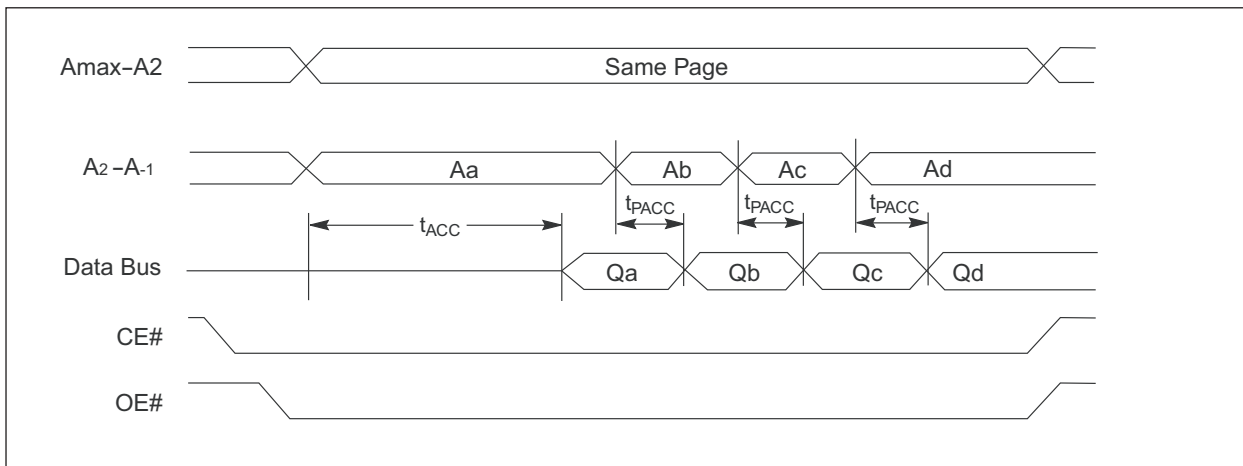 Amax–A2
Same Page
A2–A-1
Aa
Ab
Ac
Ad
tPACC
tPACC
tPACC
tACC
Data Bus
Qa
Qb
Qc
Qd
CE#
OE#